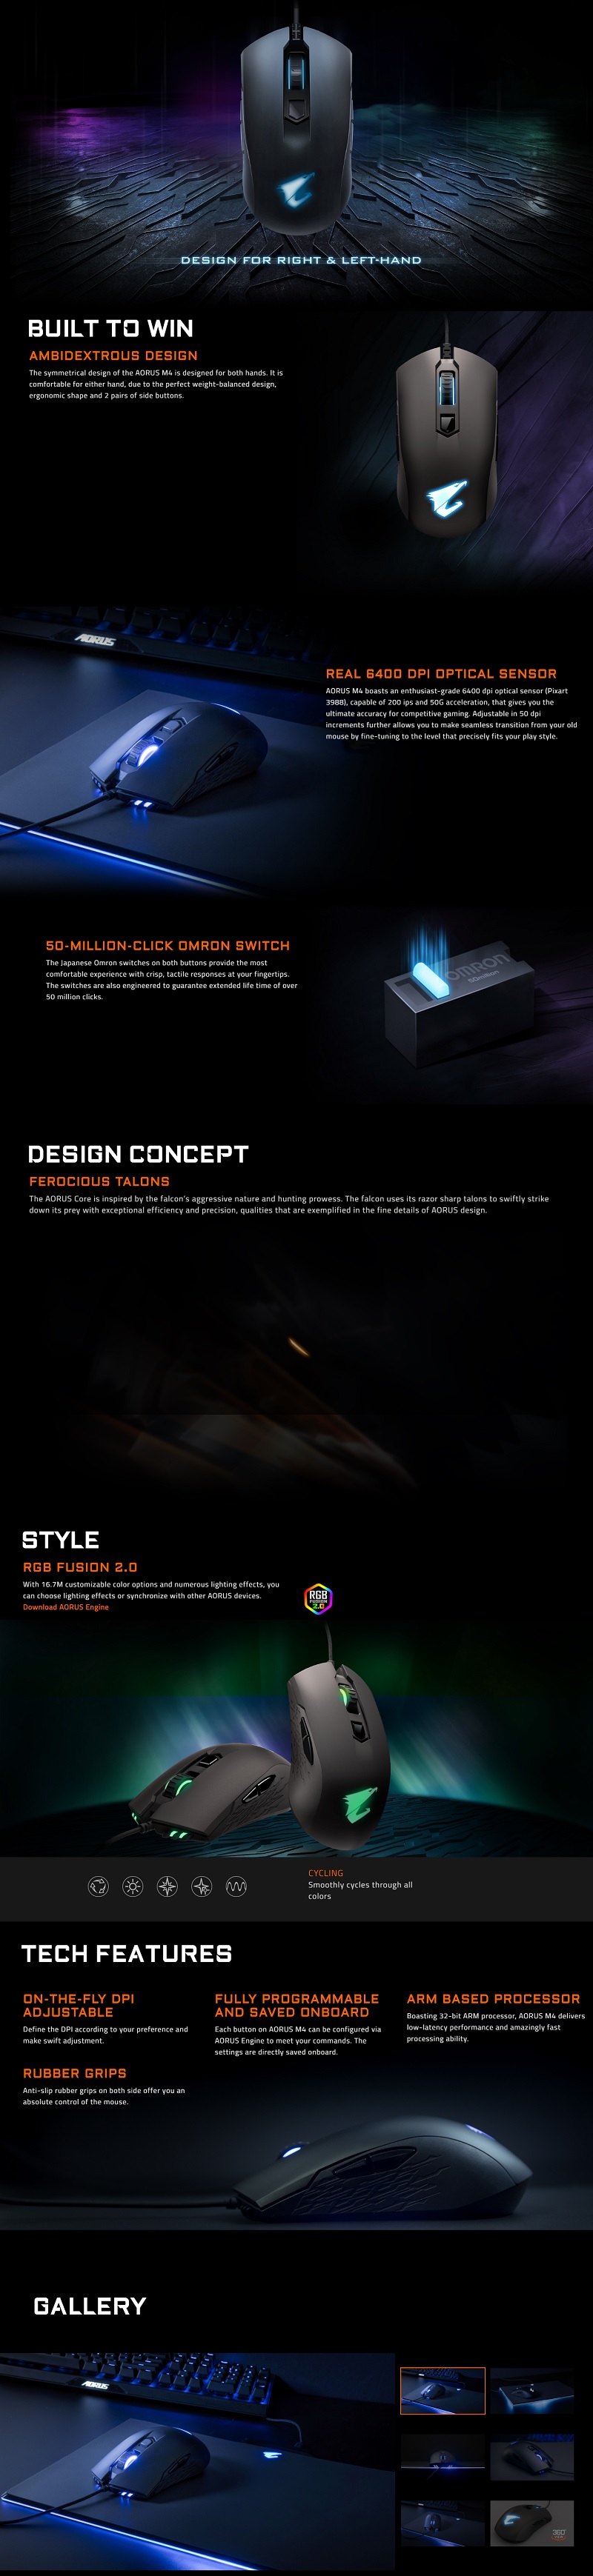 DESIGN FOR RIGHT & LEFT-HAND
BUILT TO WIN
AMBIDEXTROUS DESIGN
The symmetrical design of the AORUS M4 is designed for both hands. It is
comfortable for either hand, due to the perfect weight-balanced design,
ergonomic shape and 2 pairs of side buttons.
AORUS
REAL 6400 DPI OPTICAL SENSOR
AORUS M4 boasts an enthusiast-grade 6400 dpi optical sensor (Pixart
3988), capable of 200 ips and 50G acceleration, that gives you the
ultimate accuracy for competitive gaming. Adjustable in 50 dpi
increments further allows you to make seamless transition from your old
mouse by fine-tuning to the level that precisely fits your play style.
50-MILLION-CLICK OMRON SWITCH
The Japanese Omron switches on both buttons provide the most
comfortable experience with crisp, tactile responses at your fingertips.
The switches are also engineered to guarantee extended life time of over
50 million clicks.
OMRON
50million
DESIGN CONCEPT
FEROCIOUS TALONS
The AORUS Core is inspired by the falcon's aggressive nature and hunting prowess. The falcon uses its razor sharp talons to swiftly strike
down its prey with exceptional efficiency and precision, qualities that are exemplified in the fine details of AORUS design.
STYLE
RGB FUSION 2.0
With 16.7M customizable color options and numerous lighting effects, you
can choose lighting effects or synchronize with other AORUS devices.
Download AORUS Engine
RGB
FUSION
2.0
CYCLING
Smoothly cycles through all
colors
TECH FEATURES
ON-THE-FLY DPI
ADJUSTABLE
Define the DPI according to your preference and
make swift adjustment.
FULLY PROGRAMMABLE
AND SAVED ONBOARD
Each button on AORUS M4 can be configured via
AORUS Engine to meet your commands. The
settings are directly saved onboard.
ARM BASED PROCESSOR
Boasting 32-bit ARM processor, AORUS M4 delivers
low-latency performance and amazingly fast
processing ability.
RUBBER GRIPS
Anti-slip rubber grips on both side offer you an
absolute control of the mouse.
GALLERY
AORUS
360°